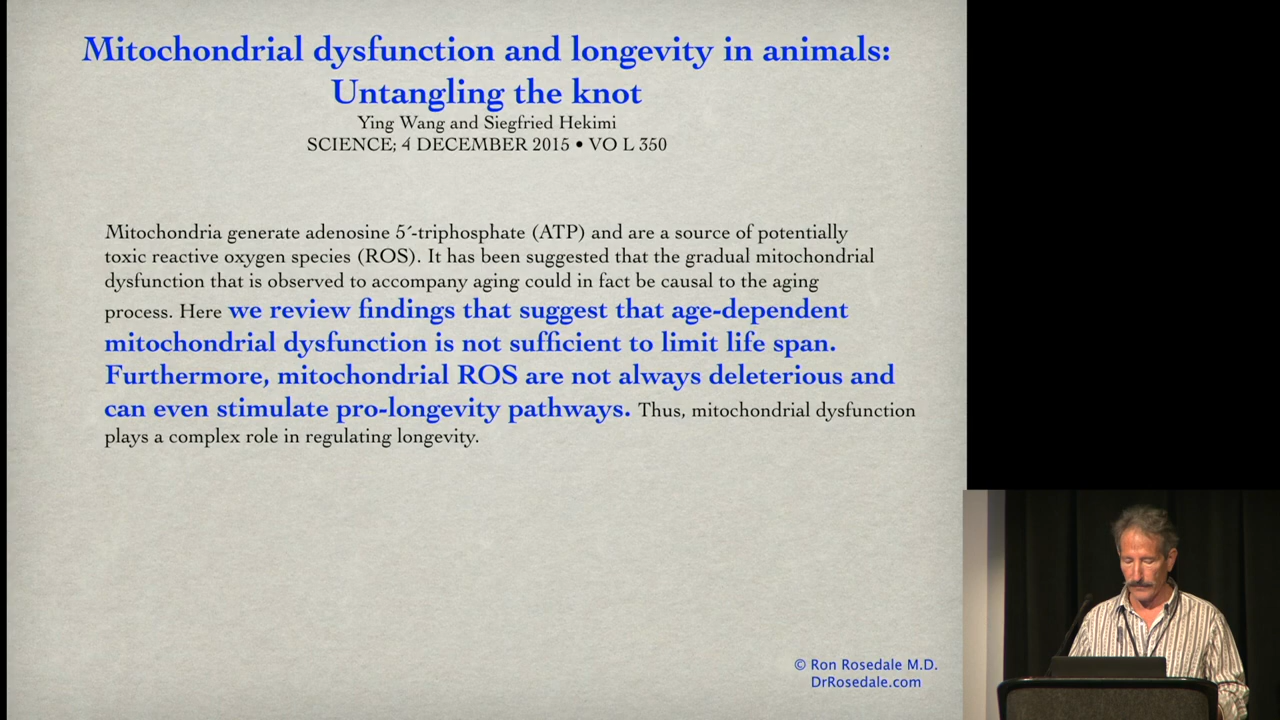 Mitochondrial dysfunction and longevity in animals:
Untangling the knot
Ying Wang and Siegfried Hekimi
SCIENCE; 4 DECEMBER 2015 • VO L 350
Mitochondria generate adenosine 5´-triphosphate (ATP) and are a source of potentially
toxic reactive oxygen species (ROS). It has been suggested that the gradual mitochondrial
dysfunction that is observed to accompany aging could in fact be causal to the aging
process. Here we review findings that suggest that age-dependent
mitochondrial dysfunction is not sufficient to limit life span.
Furthermore, mitochondrial ROS are not always deleterious and
can even stimulate pro-longevity pathways. Thus, mitochondrial dysfunction
plays a complex role in regulating longevity.
© Ron Rosedale M.D.
DrRosedale.com